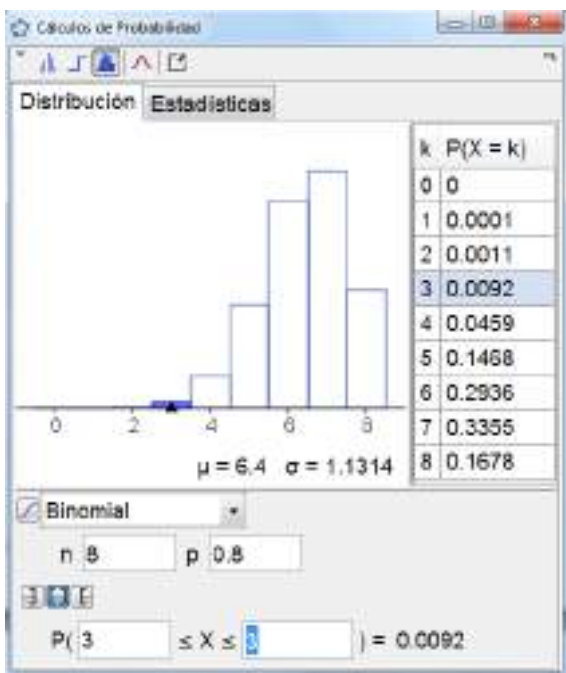 Cálculos de Probabilidad
Distribución Estadísticas
k P(X = k)
0 0
1 0.0001
2 0.0011
3 0.0092
4 0.0459
5 0.1468
6 0.2936
7 0.3355
8 0.1678
0 2 4 6 8
μ = 6.4 σ = 1.1314
Binomial
n 8 p 0.8
P( 3 ≤ X ≤ 3 ) = 0.0092